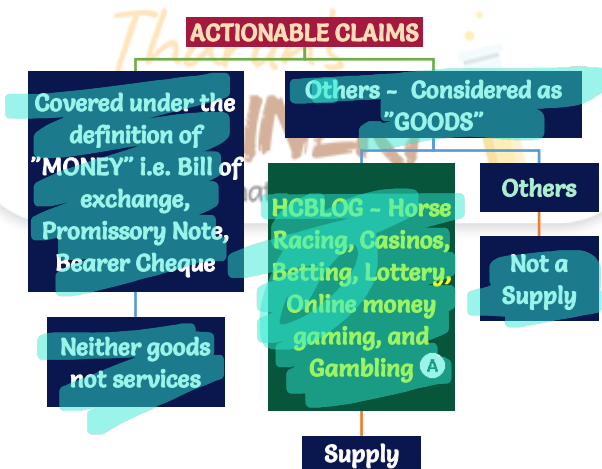 ACTIONABLE CLAIMS
Covered under the
definition of
"MONEY" i.e. Bill of
exchange,
Promissory Note,
Bearer Cheque
Neither goods
not services
Others ~ Considered as
"GOODS"
HCBLOG ~ Horse
Racing, Casinos,
Betting, Lottery,
Online money
gaming, and
Gambling A
Supply
Others
Not a
Supply
Tharun's